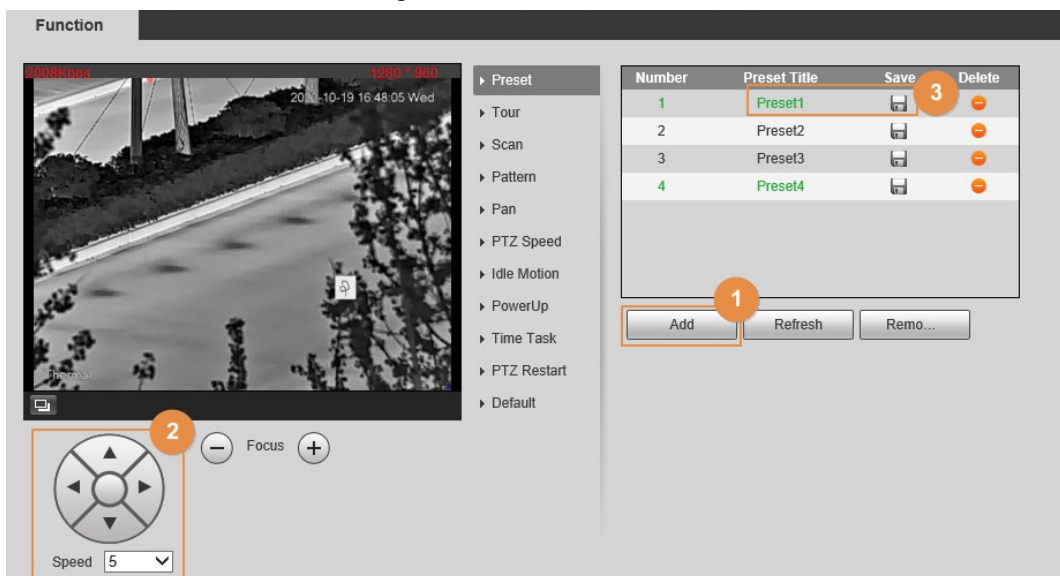 Function
2008Kbps
1280 * 960
2022-10-19 16:48:05 Wed
Thermal
Preset
Tour
Scan
Pattern
Pan
PTZ Speed
Idle Motion
PowerUp
Time Task
PTZ Restart
Default
Number Preset Title Save Delete
1 Preset1
2 Preset2
3 Preset3
4 Preset4
3
1
Add Refresh Remo...
2
Focus
Speed 5